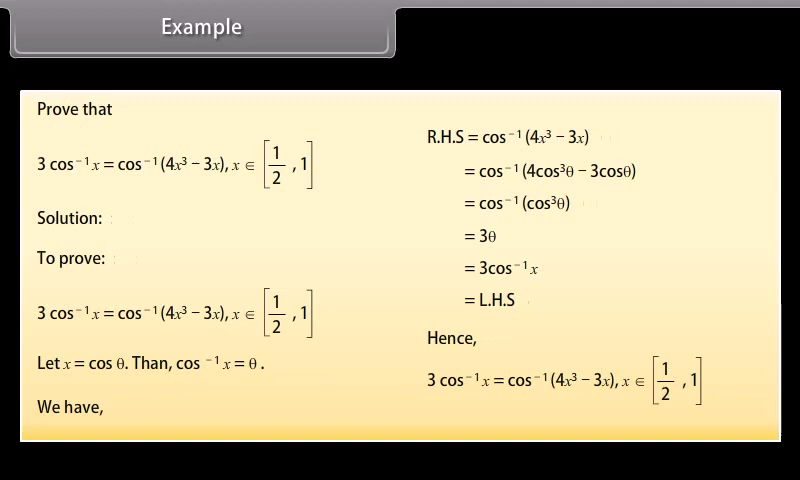 Example
Prove that
3 cos⁻¹x = cos⁻¹(4x³ − 3x), x ∈ [1/2, 1]
Solution:
To prove:
3 cos⁻¹x = cos⁻¹(4x³ − 3x), x ∈ [1/2, 1]
Let x = cos θ. Than, cos ⁻¹x = θ .
We have,
R.H.S = cos⁻¹(4x³ − 3x)
= cos⁻¹(4cos³θ − 3cosθ)
= cos⁻¹(cos³θ)
= 3θ
= 3cos⁻¹x
= L.H.S
Hence,
3 cos⁻¹x = cos⁻¹(4x³ − 3x), x ∈ [1/2, 1]